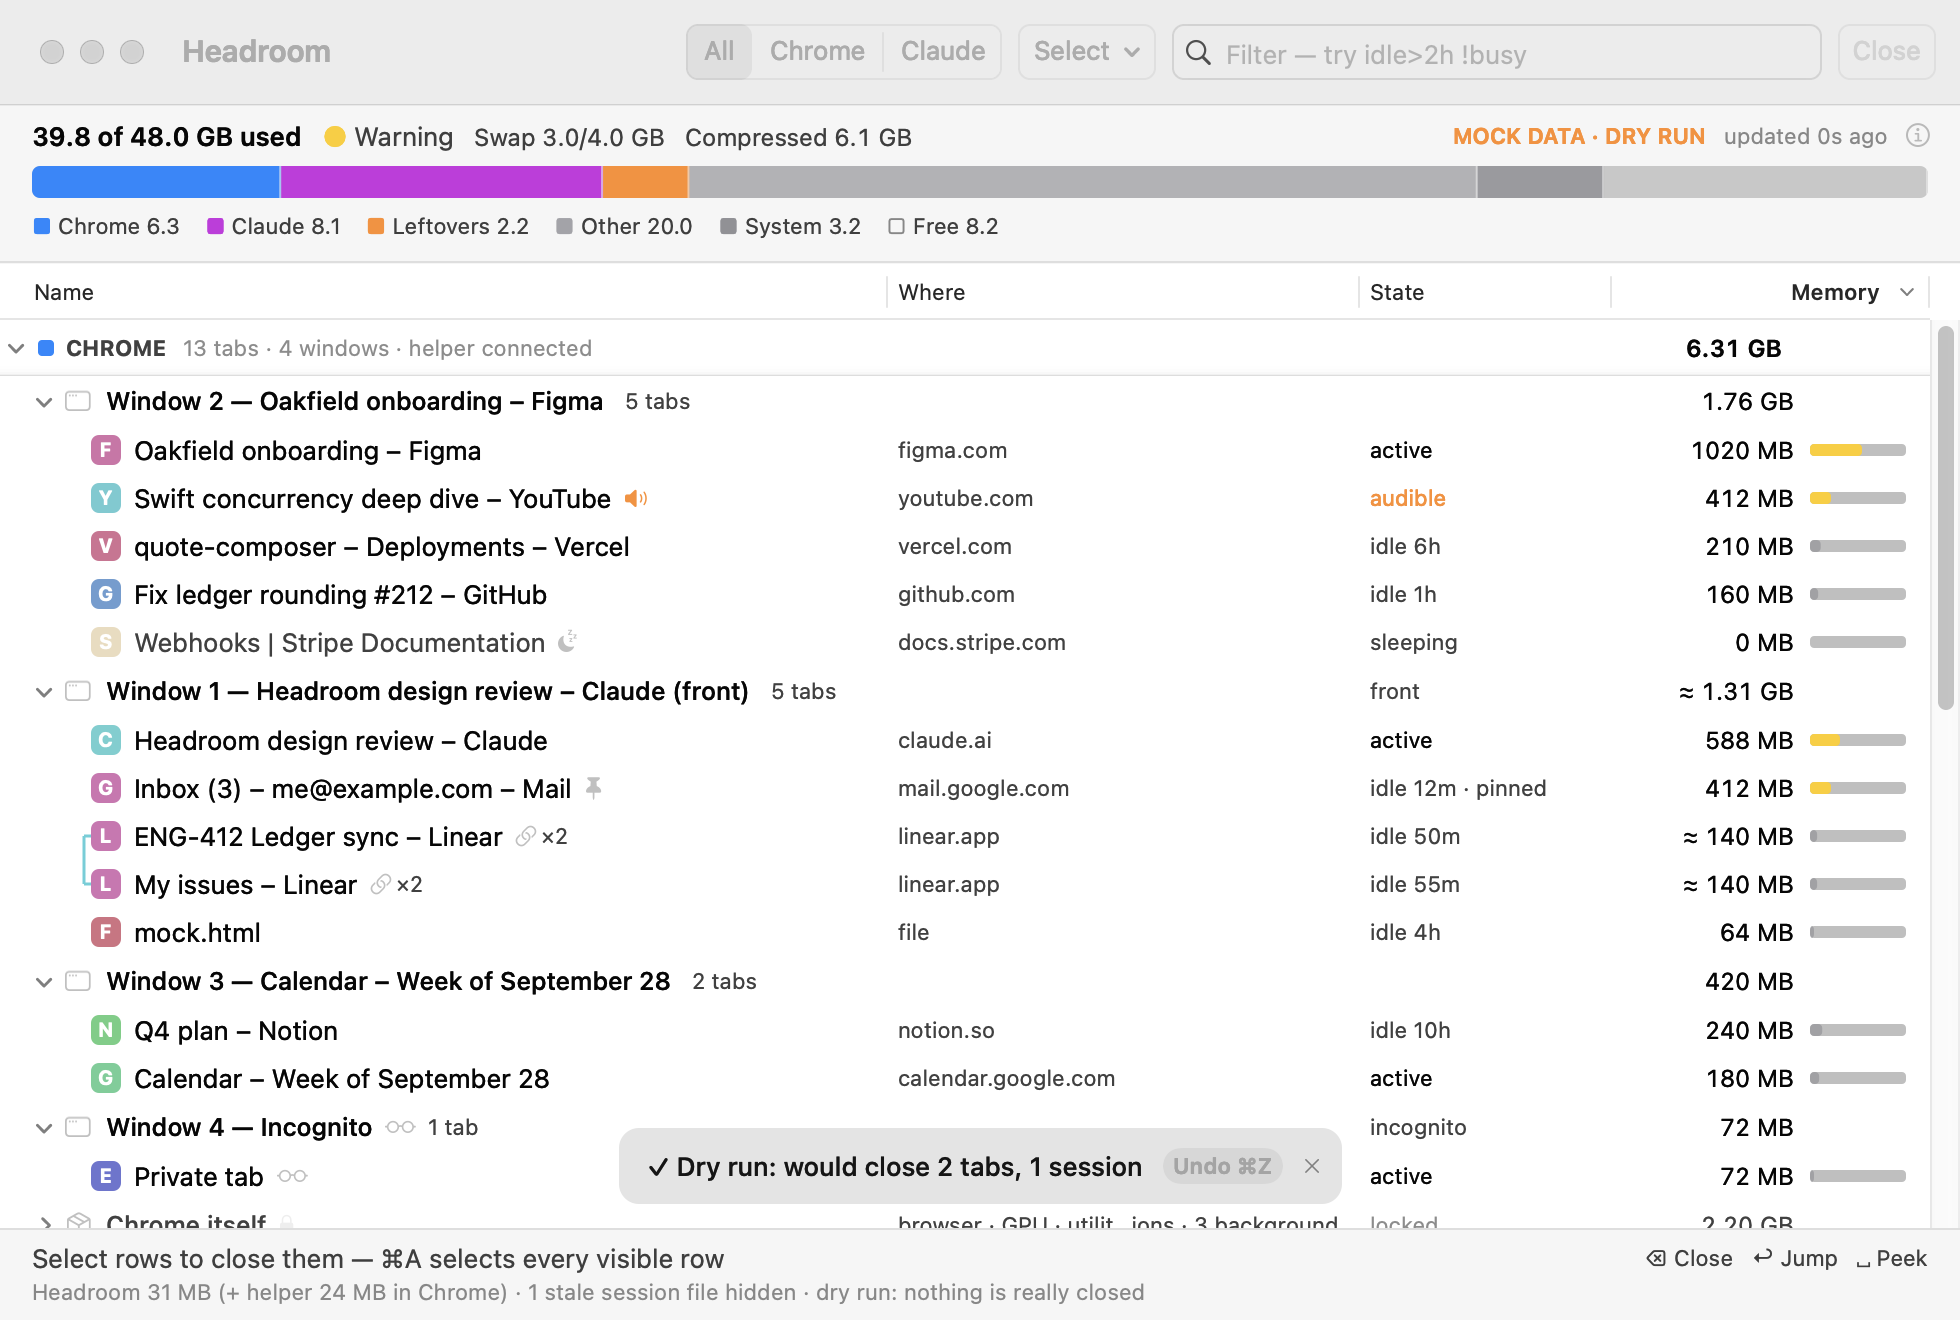 Headroom
All Chrome Claude Select Filter — try idle>2h !busy Close
39.8 of 48.0 GB used Warning Swap 3.0/4.0 GB Compressed 6.1 GB MOCK DATA · DRY RUN updated 0s ago
Chrome 6.3 Claude 8.1 Leftovers 2.2 Other 20.0 System 3.2 Free 8.2
Name Where State Memory
CHROME 13 tabs · 4 windows · helper connected 6.31 GB
Window 2 — Oakfield onboarding – Figma 5 tabs 1.76 GB
F Oakfield onboarding – Figma figma.com active 1020 MB
Y Swift concurrency deep dive – YouTube youtube.com audible 412 MB
V quote-composer – Deployments – Vercel vercel.com idle 6h 210 MB
G Fix ledger rounding #212 – GitHub github.com idle 1h 160 MB
S Webhooks | Stripe Documentation docs.stripe.com sleeping 0 MB
Window 1 — Headroom design review – Claude (front) 5 tabs front ≈ 1.31 GB
C Headroom design review – Claude claude.ai active 588 MB
G Inbox (3) – me@example.com – Mail mail.google.com idle 12m · pinned 412 MB
L ENG-412 Ledger sync – Linear ×2 linear.app idle 50m ≈ 140 MB
L My issues – Linear ×2 linear.app idle 55m ≈ 140 MB
F mock.html file idle 4h 64 MB
Window 3 — Calendar – Week of September 28 2 tabs 420 MB
N Q4 plan – Notion notion.so idle 10h 240 MB
G Calendar – Week of September 28 calendar.google.com active 180 MB
Window 4 — Incognito 1 tab incognito 72 MB
E Private tab active 72 MB
✓ Dry run: would close 2 tabs, 1 session Undo ⌘Z ×
Chrome itself browser · GPU · 3 background locked 2.20 GB
Select rows to close them — ⌘A selects every visible row ⌫ Close ↩ Jump ⎵ Peek
Headroom 31 MB (+ helper 24 MB in Chrome) · 1 stale session file hidden · dry run: nothing is really closed